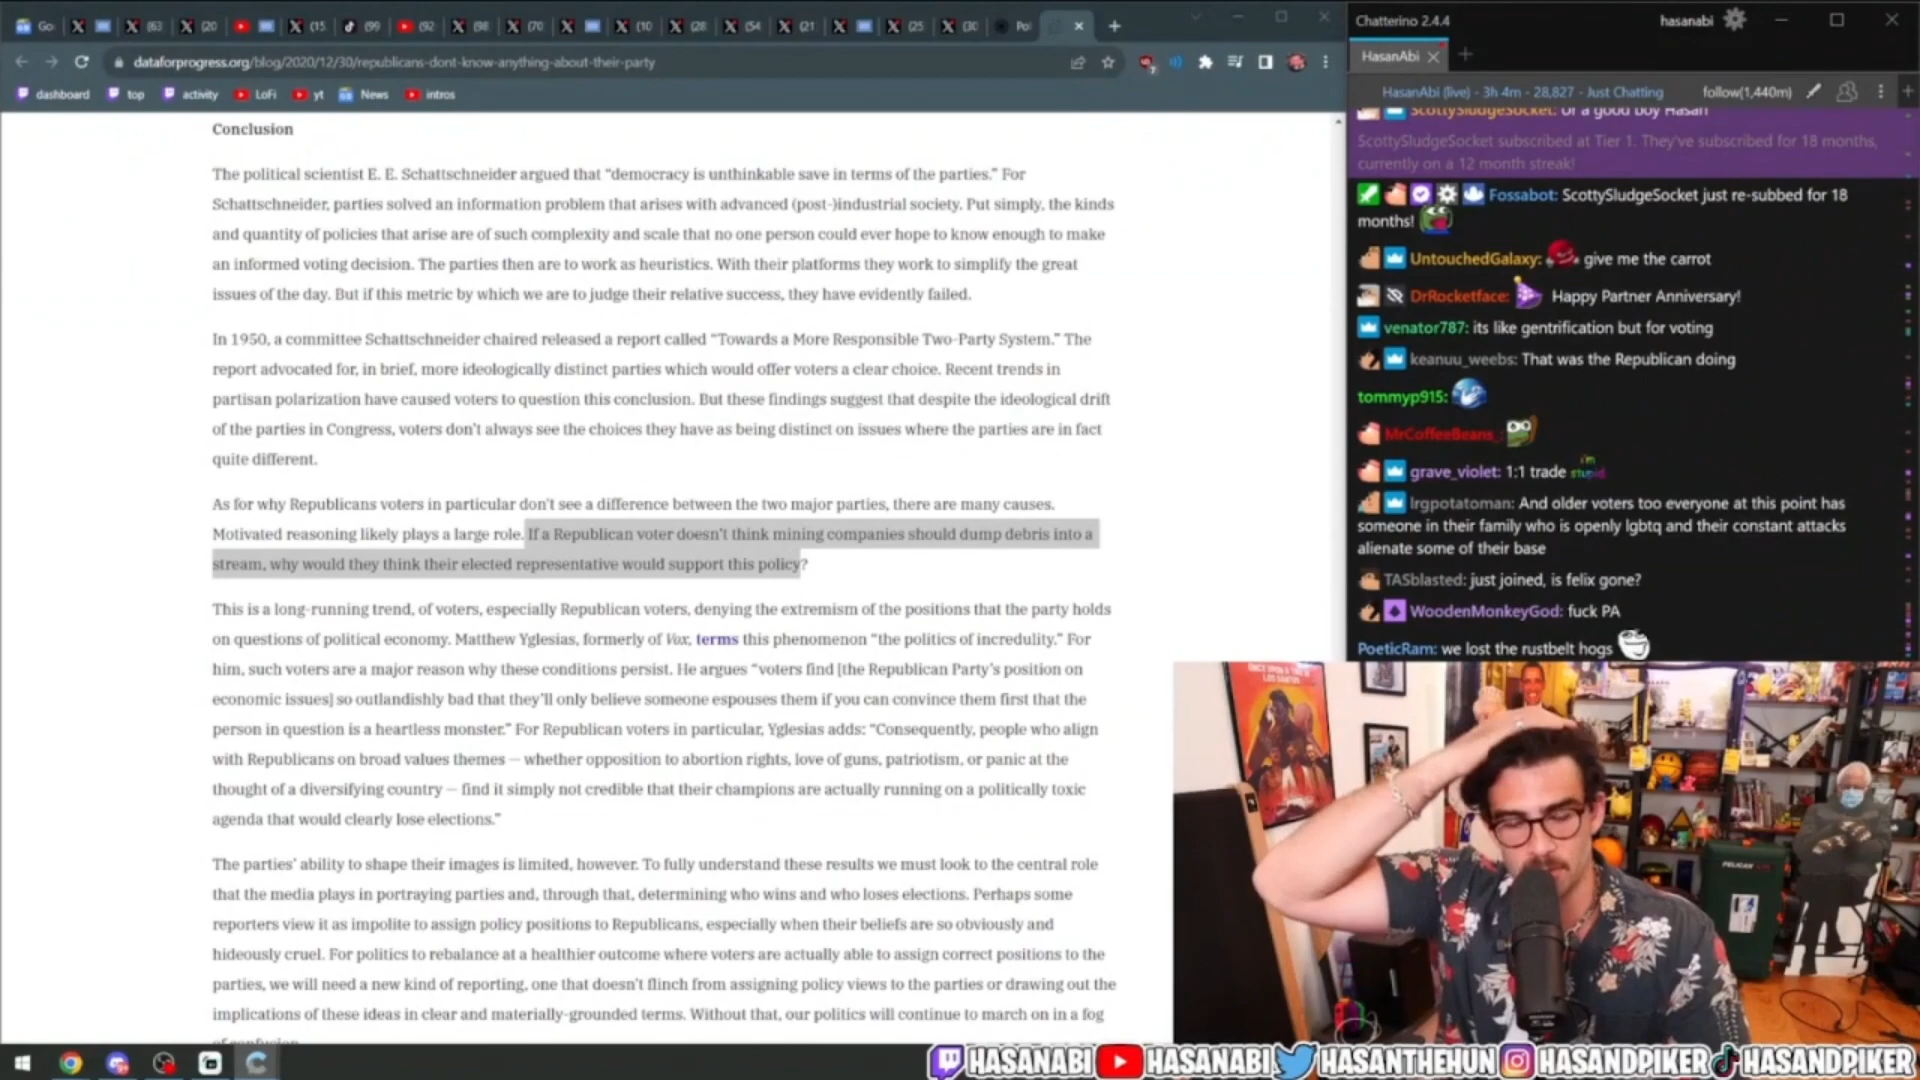 Go
(63
(20
(15
(99
(92
(98
(70
(10
(28
(54
(21
(25
(30
Pol
dataforprogress.org/blog/2020/12/30/republicans-dont-know-anything-about-their-party
dashboard
top
activity
LoFi
yt
News
intros
Conclusion
The political scientist E. E. Schattschneider argued that “democracy is unthinkable save in terms of the parties.” For
Schattschneider, parties solved an information problem that arises with advanced (post-)industrial society. Put simply, the kinds
and quantity of policies that arise are of such complexity and scale that no one person could ever hope to know enough to make
an informed voting decision. The parties then are to work as heuristics. With their platforms they work to simplify the great
issues of the day. But if this metric by which we are to judge their relative success, they have evidently failed.
In 1950, a committee Schattschneider chaired released a report called “Towards a More Responsible Two-Party System.” The
report advocated for, in brief, more ideologically distinct parties which would offer voters a clear choice. Recent trends in
partisan polarization have caused voters to question this conclusion. But these findings suggest that despite the ideological drift
of the parties in Congress, voters don’t always see the choices they have as being distinct on issues where the parties are in fact
quite different.
As for why Republicans voters in particular don’t see a difference between the two major parties, there are many causes.
Motivated reasoning likely plays a large role. If a Republican voter doesn’t think mining companies should dump debris into a
stream, why would they think their elected representative would support this policy?
This is a long-running trend, of voters, especially Republican voters, denying the extremism of the positions that the party holds
on questions of political economy. Matthew Yglesias, formerly of Vox, terms this phenomenon “the politics of incredulity.” For
him, such voters are a major reason why these conditions persist. He argues “voters find [the Republican Party’s position on
economic issues] so outlandishly bad that they’ll only believe someone espouses them if you can convince them first that the
person in question is a heartless monster.” For Republican voters in particular, Yglesias adds: “Consequently, people who align
with Republicans on broad values themes — whether opposition to abortion rights, love of guns, patriotism, or panic at the
thought of a diversifying country — find it simply not credible that their champions are actually running on a politically toxic
agenda that would clearly lose elections.”
The parties’ ability to shape their images is limited, however. To fully understand these results we must look to the central role
that the media plays in portraying parties and, through that, determining who wins and who loses elections. Perhaps some
reporters view it as impolite to assign policy positions to Republicans, especially when their beliefs are so obviously and
hideously cruel. For politics to rebalance at a healthier outcome where voters are actually able to assign correct positions to the
parties, we will need a new kind of reporting, one that doesn’t flinch from assigning policy views to the parties or drawing out the
implications of these ideas in clear and materially-grounded terms. Without that, our politics will continue to march on in a fog
of confusion.
Chatterino 2.4.4
hasanabi
HasanAbi
HasanAbi (live) - 3h 4m - 28,827 - Just Chatting
follow(1,440m)
ScottySludgeSocket: Ur a good boy Hasan
ScottySludgeSocket subscribed at Tier 1. They've subscribed for 18 months,
currently on a 12 month streak!
Fossabot: ScottySludgeSocket just re-subbed for 18
months!
UntouchedGalaxy: give me the carrot
DrRocketface: Happy Partner Anniversary!
venator787: its like gentrification but for voting
keanuu_weebs: That was the Republican doing
tommyp915:
MrCoffeeBeans_:
grave_violet: 1:1 trade i'm stupid
lrgpotatoman: And older voters too everyone at this point has
someone in their family who is openly lgbtq and their constant attacks
alienate some of their base
TASblasted: just joined, is felix gone?
WoodenMonkeyGod: fuck PA
PoeticRam: we lost the rustbelt hogs
ONCE UPON A TIME IN
LOS SANTOS
PELICAN
HASANABI
HASANABI
HASANTHEHUN
HASANDPIKER
HASANDPIKER